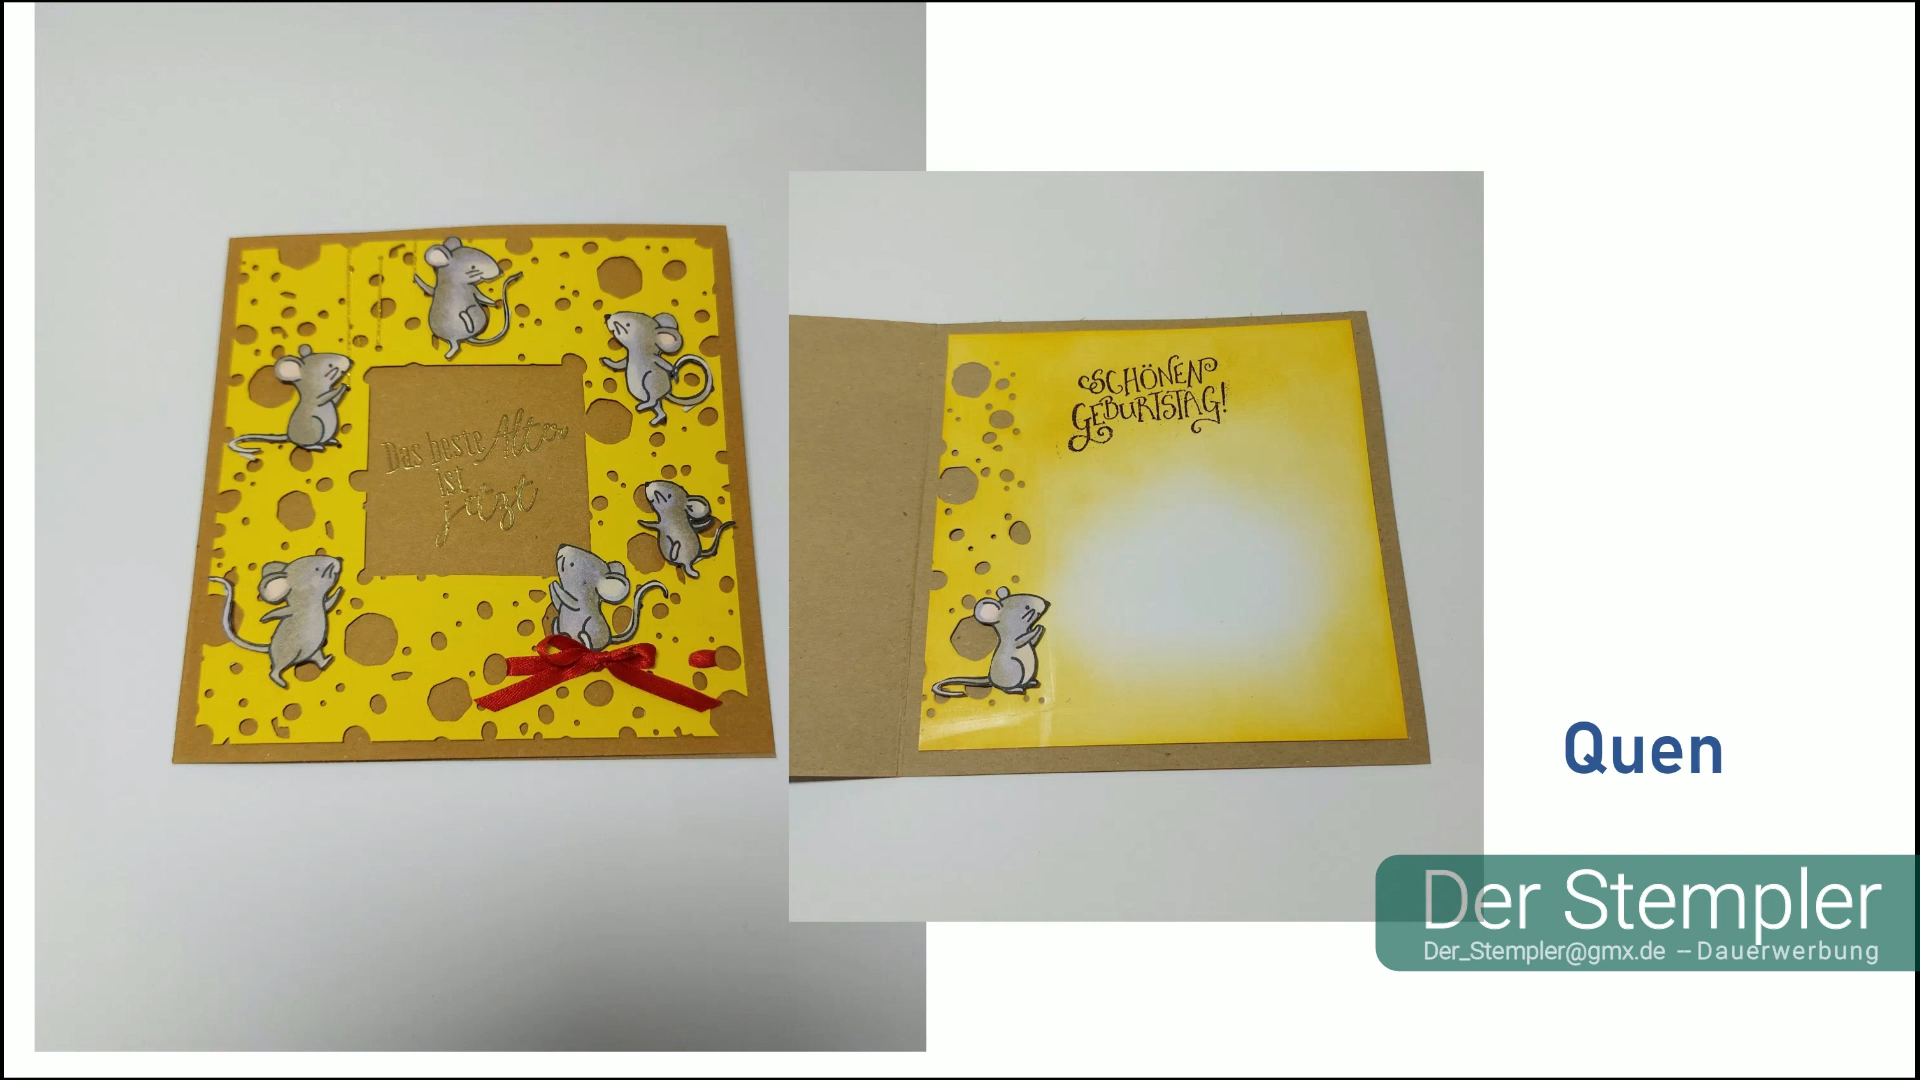 Das beste Alter
ist
jetzt
SCHÖNEN
GEBURTSTAG!
Quen
Der Stempler
Der_Stempler@gmx.de -- Dauerwerbung